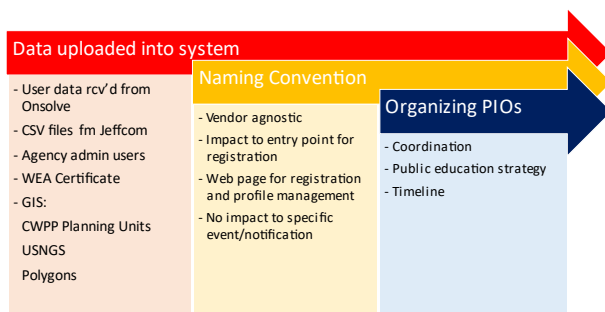 Data uploaded into system
- User data rcv'd from
Onsolve
- CSV files fm Jeffcom
- Agency admin users
- WEA Certificate
- GIS:
CWPP Planning Units
USNGS
Polygons
Naming Convention
- Vendor agnostic
- Impact to entry point for
registration
- Web page for registration
and profile management
- No impact to specific
event/notification
Organizing PIOs
- Coordination
- Public education strategy
- Timeline